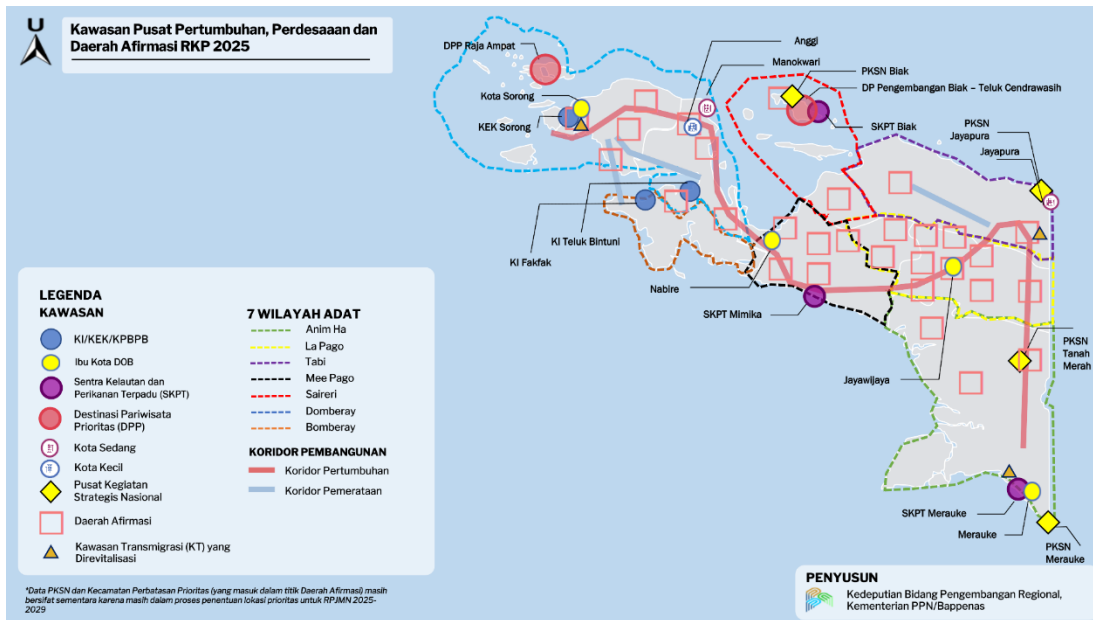 U
Kawasan Pusat Pertumbuhan, Perdesaaan dan
Daerah Afirmasi RKP 2025
DPP Raja Ampat
Kota Sorong
KEK Sorong
Anggi
Manokwari
PKSN Biak
DP Pengembangan Biak – Teluk Cendrawasih
SKPT Biak
PKSN
Jayapura
Jayapura
KI Teluk Bintuni
KI Fakfak
Nabire
SKPT Mimika
Jayawijaya
PKSN
Tanah
Merah
SKPT Merauke
Merauke
PKSN
Merauke
LEGENDA
KAWASAN
KI/KEK/KPBPB
Ibu Kota DOB
Sentra Kelautan dan
Perikanan Terpadu (SKPT)
Destinasi Pariwisata
Prioritas (DPP)
Kota Sedang
Kota Kecil
Pusat Kegiatan
Strategis Nasional
Daerah Afirmasi
Kawasan Transmigrasi (KT) yang
Direvitalisasi
7 WILAYAH ADAT
Anim Ha
La Pago
Tabi
Mee Pago
Saireri
Domberay
Bomberay
KORIDOR PEMBANGUNAN
Koridor Pertumbuhan
Koridor Pemerataan
*Data PKSN dan Kecamatan Perbatasan Prioritas (yang masuk dalam titik Daerah Afirmasi) masih
bersifat sementara karena masih dalam proses penentuan lokasi prioritas untuk RPJMN 2025-
2029
PENYUSUN
Kedeputian Bidang Pengembangan Regional,
Kementerian PPN/Bappenas